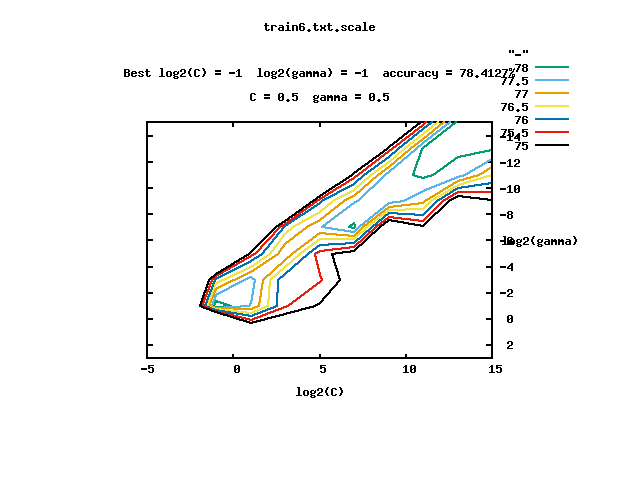 train6.txt.scale
"-"
Best log2(C) = -1 log2(gamma) = -1 accuracy = 78.4127%
78
77.5
C = 0.5 gamma = 0.5
77
76.5
76
75.5
75
-14
-12
-10
-8
-6
log2(gamma)
-4
-2
0
2
-5 0 5 10 15
log2(C)